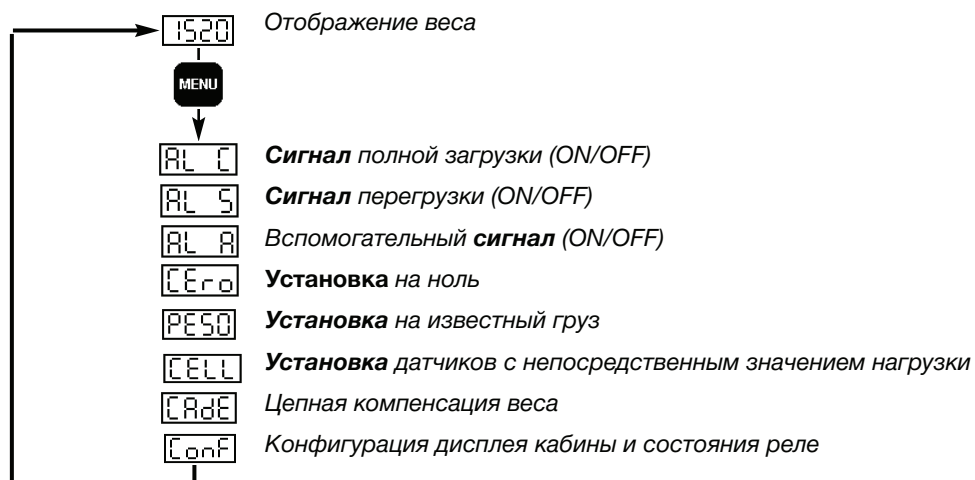 1520 Отображение веса
MENU
AL C Сигнал полной загрузки (ON/OFF)
AL S Сигнал перегрузки (ON/OFF)
AL A Вспомогательный сигнал (ON/OFF)
CEro Установка на ноль
PESO Установка на известный груз
CELL Установка датчиков с непосредственным значением нагрузки
CAdE Цепная компенсация веса
ConF Конфигурация дисплея кабины и состояния реле